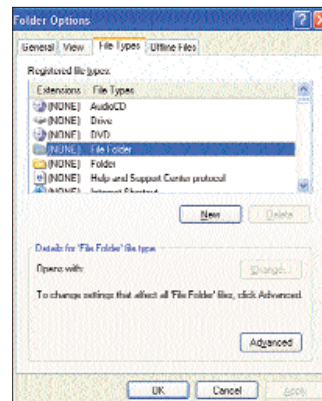 Folder Options
General View File Types Offline Files
Registered file types:
Extensions File Types
(NONE) AudioCD
(NONE) Drive
(NONE) DVD
(NONE) File Folder
(NONE) Folder
(NONE) Help and Support Center protocol
(NONE) Internet Shortcut
New Delete
Details for 'File Folder' file type
Opens with: Change...
To change settings that affect all 'File Folder' files, click Advanced.
Advanced
OK Cancel Apply